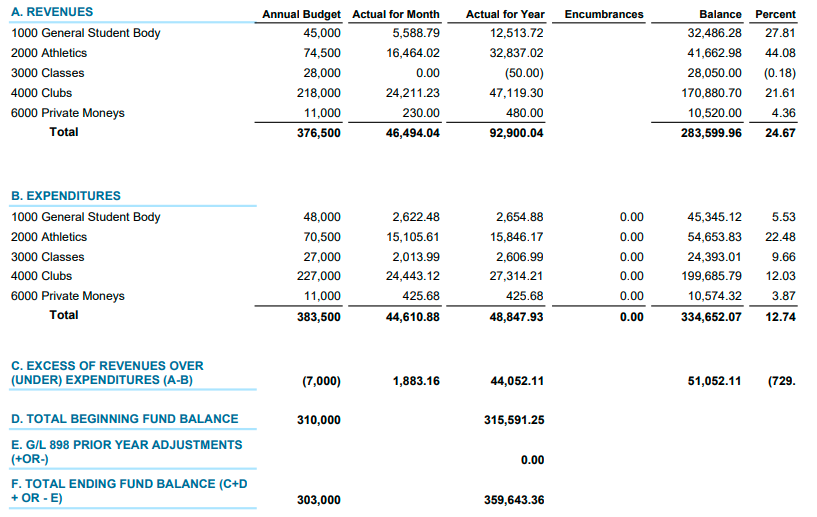 A. REVENUES Annual Budget Actual for Month Actual for Year Encumbrances Balance Percent
1000 General Student Body 45,000 5,588.79 12,513.72 32,486.28 27.81
2000 Athletics 74,500 16,464.02 32,837.02 41,662.98 44.08
3000 Classes 28,000 0.00 (50.00) 28,050.00 (0.18)
4000 Clubs 218,000 24,211.23 47,119.30 170,880.70 21.61
6000 Private Moneys 11,000 230.00 480.00 10,520.00 4.36
Total 376,500 46,494.04 92,900.04 283,599.96 24.67
B. EXPENDITURES
1000 General Student Body 48,000 2,622.48 2,654.88 0.00 45,345.12 5.53
2000 Athletics 70,500 15,105.61 15,846.17 0.00 54,653.83 22.48
3000 Classes 27,000 2,013.99 2,606.99 0.00 24,393.01 9.66
4000 Clubs 227,000 24,443.12 27,314.21 0.00 199,685.79 12.03
6000 Private Moneys 11,000 425.68 425.68 0.00 10,574.32 3.87
Total 383,500 44,610.88 48,847.93 0.00 334,652.07 12.74
C. EXCESS OF REVENUES OVER
(UNDER) EXPENDITURES (A-B) (7,000) 1,883.16 44,052.11 51,052.11 (729.
D. TOTAL BEGINNING FUND BALANCE 310,000 315,591.25
E. G/L 898 PRIOR YEAR ADJUSTMENTS
(+OR-) 0.00
F. TOTAL ENDING FUND BALANCE (C+D
+ OR - E) 303,000 359,643.36